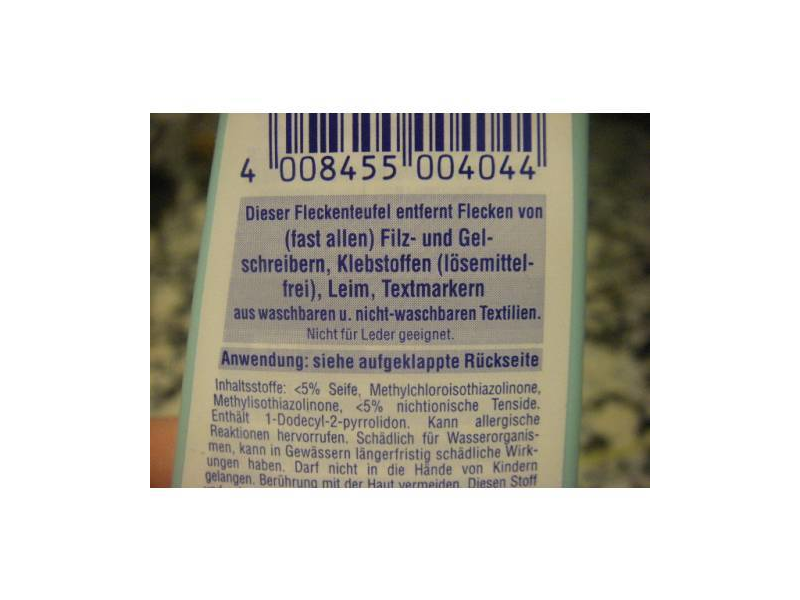 4 008455 004044
Dieser Fleckenteufel entfernt Flecken von
(fast allen) Filz- und Gel-
schreibern, Klebstoffen (lösemittel-
frei), Leim, Textmarkern
aus waschbaren u. nicht-waschbaren Textilien.
Nicht für Leder geeignet.
Anwendung: siehe aufgeklappte Rückseite
Inhaltsstoffe: <5% Seife, Methylchloroisothiazolinone,
Methylisothiazolinone, <5% nichtionische Tenside.
Enthält 1-Dodecyl-2-pyrrolidon. Kann allergische
Reaktionen hervorrufen. Schädlich für Wasserorganis-
men, kann in Gewässern längerfristig schädliche Wirk-
ungen haben. Darf nicht in die Hände von Kindern
gelangen. Berührung mit der Haut vermeiden. Diesen Stoff